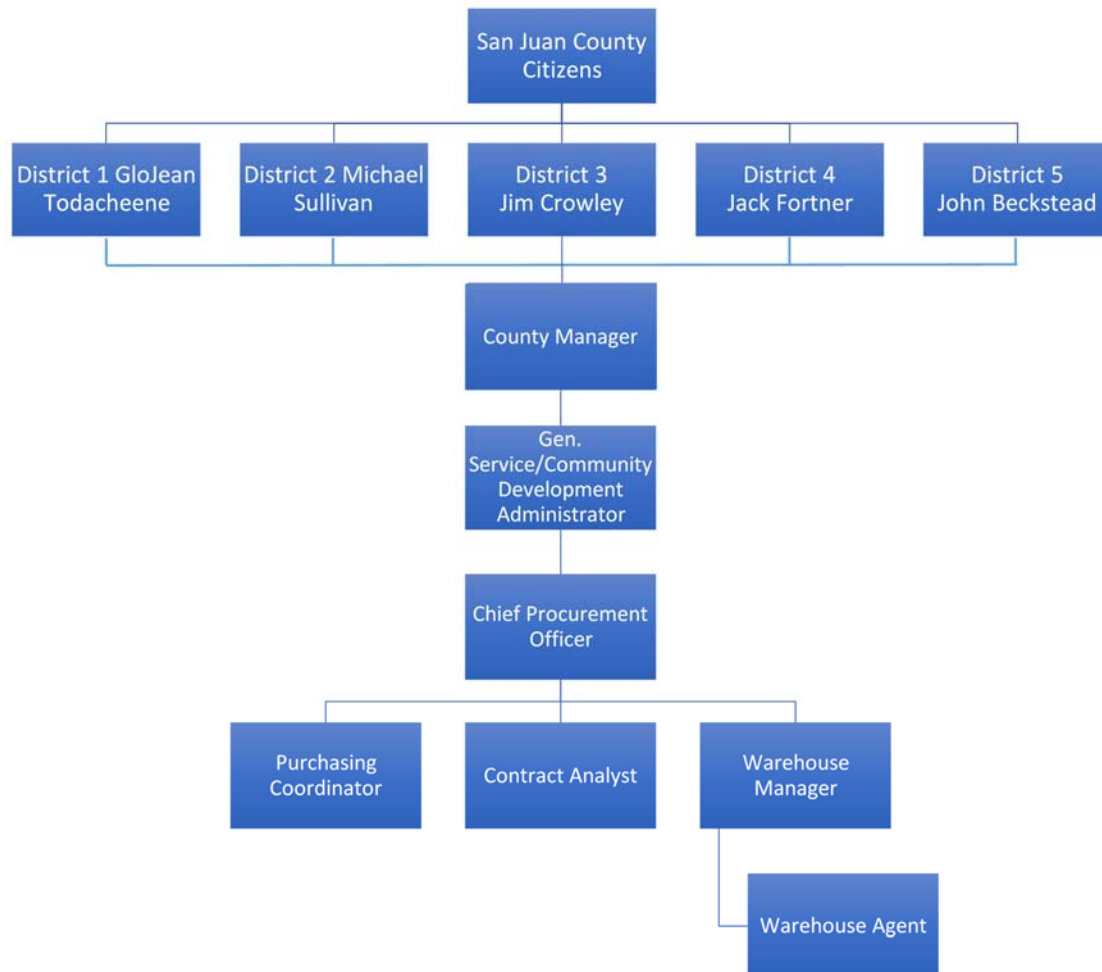 San Juan County
Citizens
District 1 GloJean
Todacheene
District 2 Michael
Sullivan
District 3
Jim Crowley
District 4
Jack Fortner
District 5
John Beckstead
County Manager
Gen.
Service/Community
Development
Administrator
Chief Procurement
Officer
Purchasing
Coordinator
Contract Analyst
Warehouse
Manager
Warehouse Agent